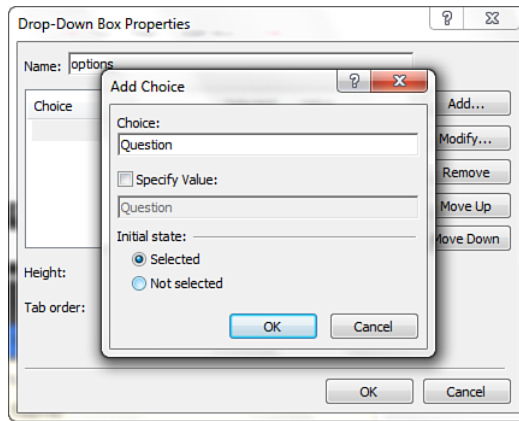 Drop-Down Box Properties
Name: options
Choice
Add...
Modify...
Remove
Move Up
Move Down
Height:
Tab order:
OK Cancel
Add Choice
Choice:
Question
Specify Value:
Question
Initial state:
Selected
Not selected
OK Cancel